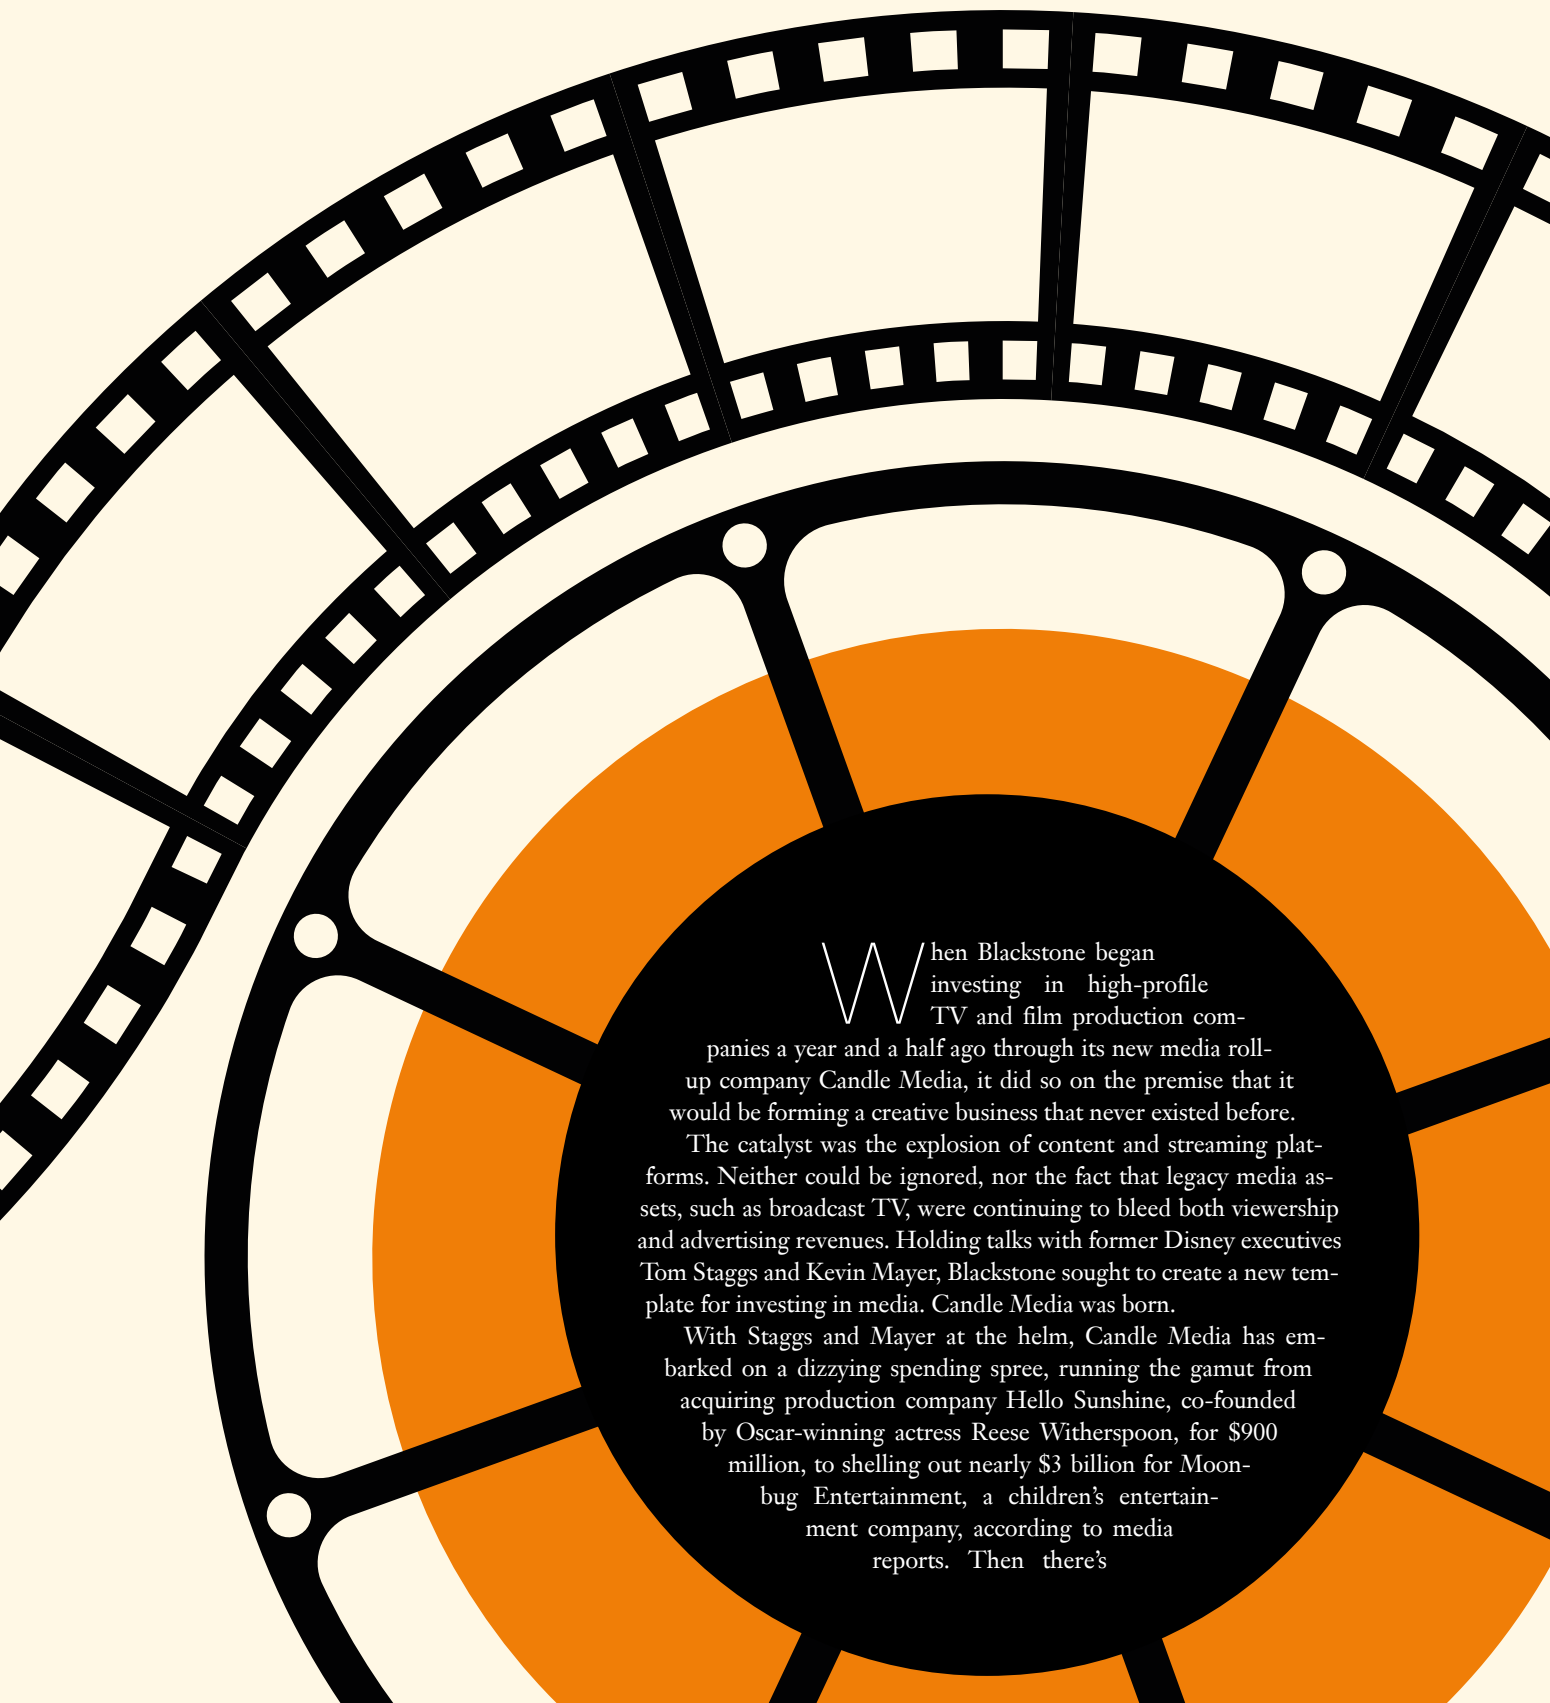 When Blackstone began
investing in high-profile
TV and film production com-
panies a year and a half ago through its new media roll-
up company Candle Media, it did so on the premise that it
would be forming a creative business that never existed before.
The catalyst was the explosion of content and streaming plat-
forms. Neither could be ignored, nor the fact that legacy media as-
sets, such as broadcast TV, were continuing to bleed both viewership
and advertising revenues. Holding talks with former Disney executives
Tom Staggs and Kevin Mayer, Blackstone sought to create a new tem-
plate for investing in media. Candle Media was born.
With Staggs and Mayer at the helm, Candle Media has em-
barked on a dizzying spending spree, running the gamut from
acquiring production company Hello Sunshine, co-founded
by Oscar-winning actress Reese Witherspoon, for $900
million, to shelling out nearly $3 billion for Moon-
bug Entertainment, a children’s entertain-
ment company, according to media
reports. Then there’s